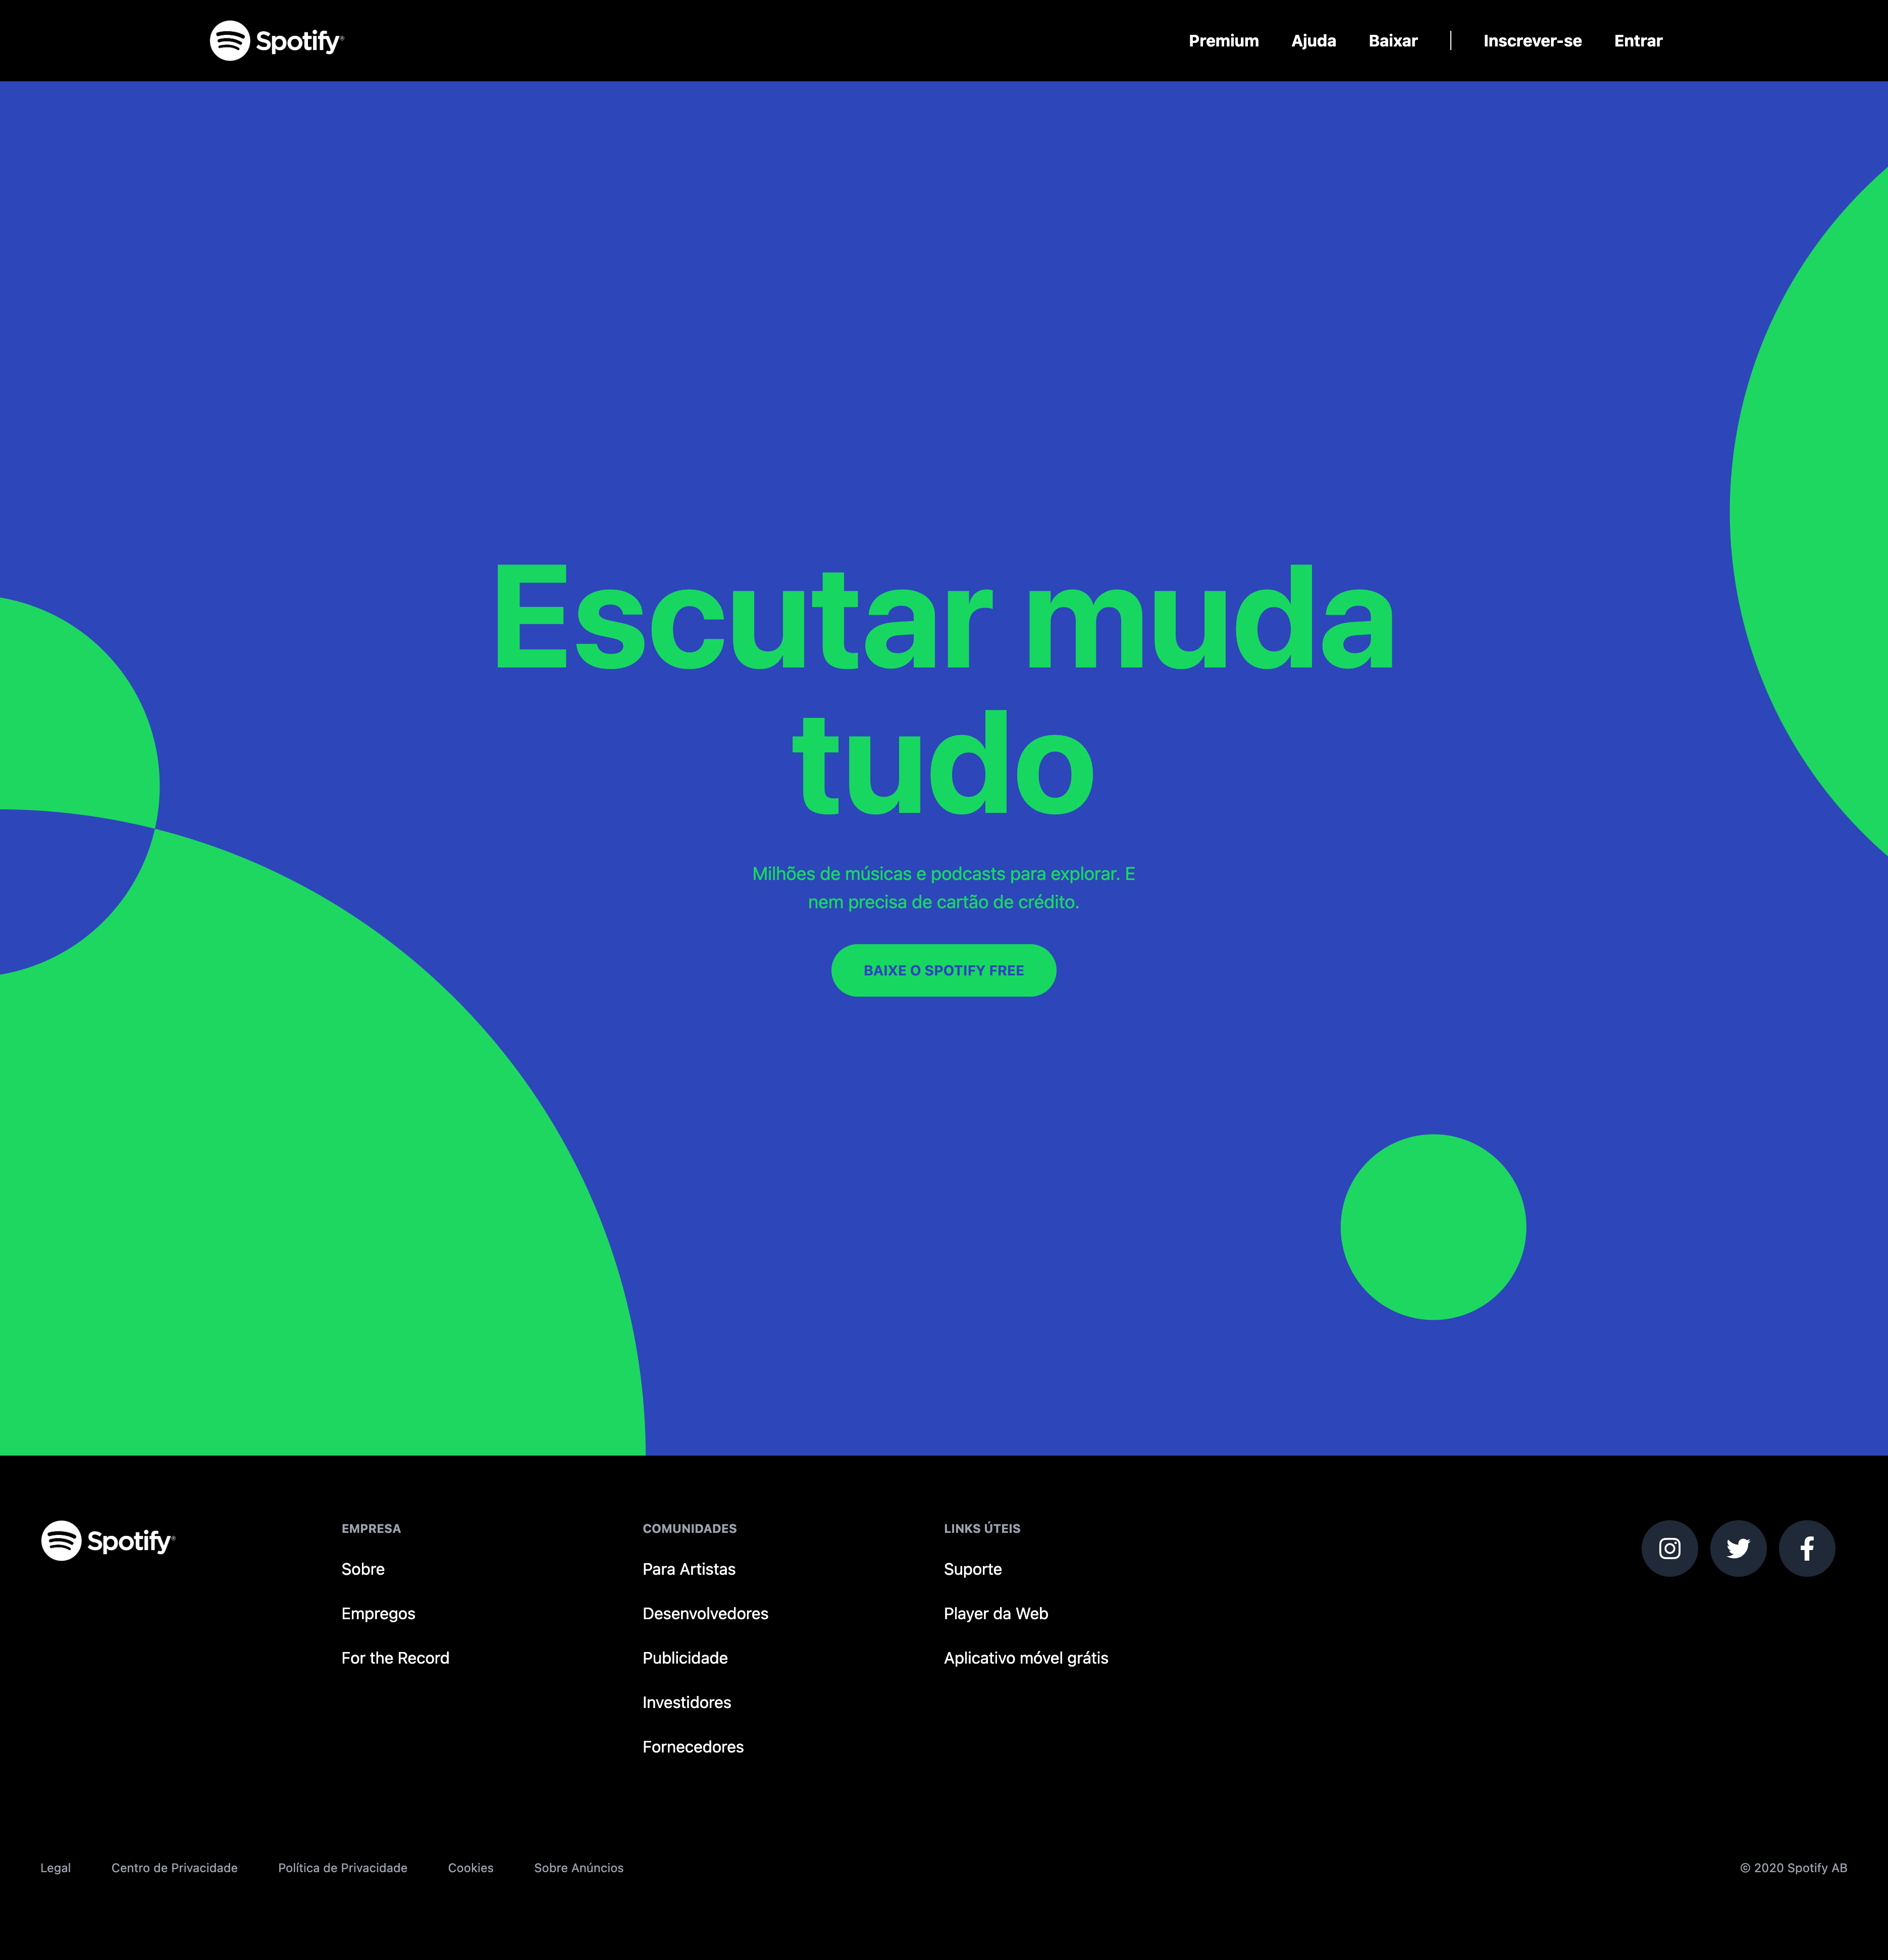 Spotify®
Premium Ajuda Baixar | Inscrever-se Entrar
Escutar muda
tudo
Milhões de músicas e podcasts para explorar. E
nem precisa de cartão de crédito.
BAIXE O SPOTIFY FREE
Spotify®
EMPRESA
Sobre
Empregos
For the Record
COMUNIDADES
Para Artistas
Desenvolvedores
Publicidade
Investidores
Fornecedores
LINKS ÚTEIS
Suporte
Player da Web
Aplicativo móvel grátis
Legal Centro de Privacidade Política de Privacidade Cookies Sobre Anúncios
© 2020 Spotify AB